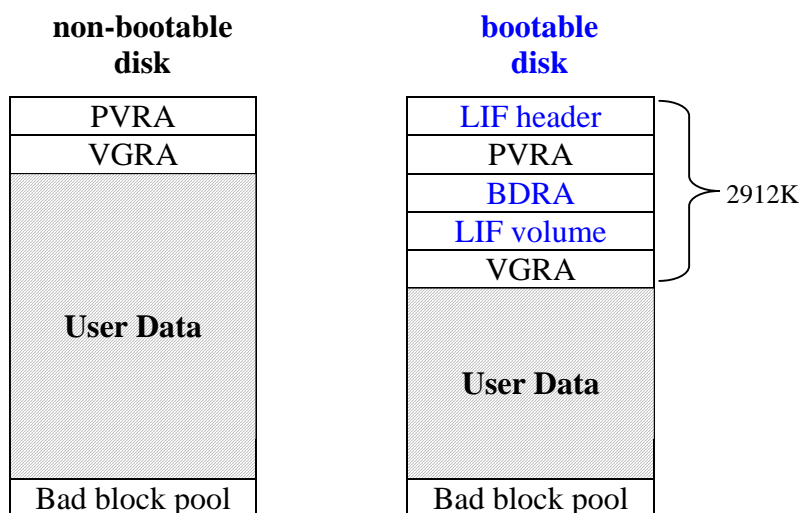 non-bootable
disk
PVRA
VGRA
User Data
Bad block pool
bootable
disk
LIF header
PVRA
BDRA
LIF volume
VGRA
2912K
User Data
Bad block pool